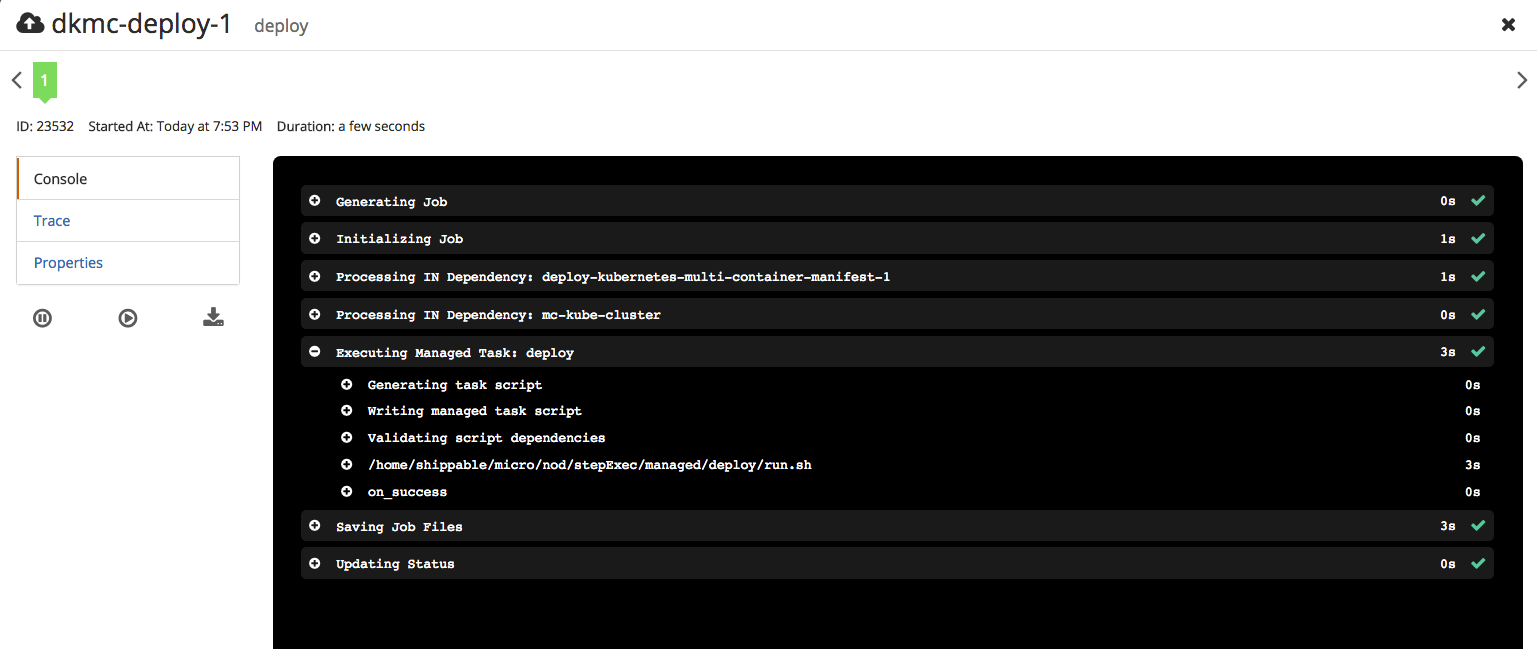 dkmc-deploy-1 deploy
1
ID: 23532 Started At: Today at 7:53 PM Duration: a few seconds
Console
Trace
Properties
Generating Job 0s
Initializing Job 1s
Processing IN Dependency: deploy-kubernetes-multi-container-manifest-1 1s
Processing IN Dependency: mc-kube-cluster 0s
Executing Managed Task: deploy 3s
Generating task script 0s
Writing managed task script 0s
Validating script dependencies 0s
/home/shippable/micro/nod/stepExec/managed/deploy/run.sh 3s
on_success 0s
Saving Job Files 3s
Updating Status 0s